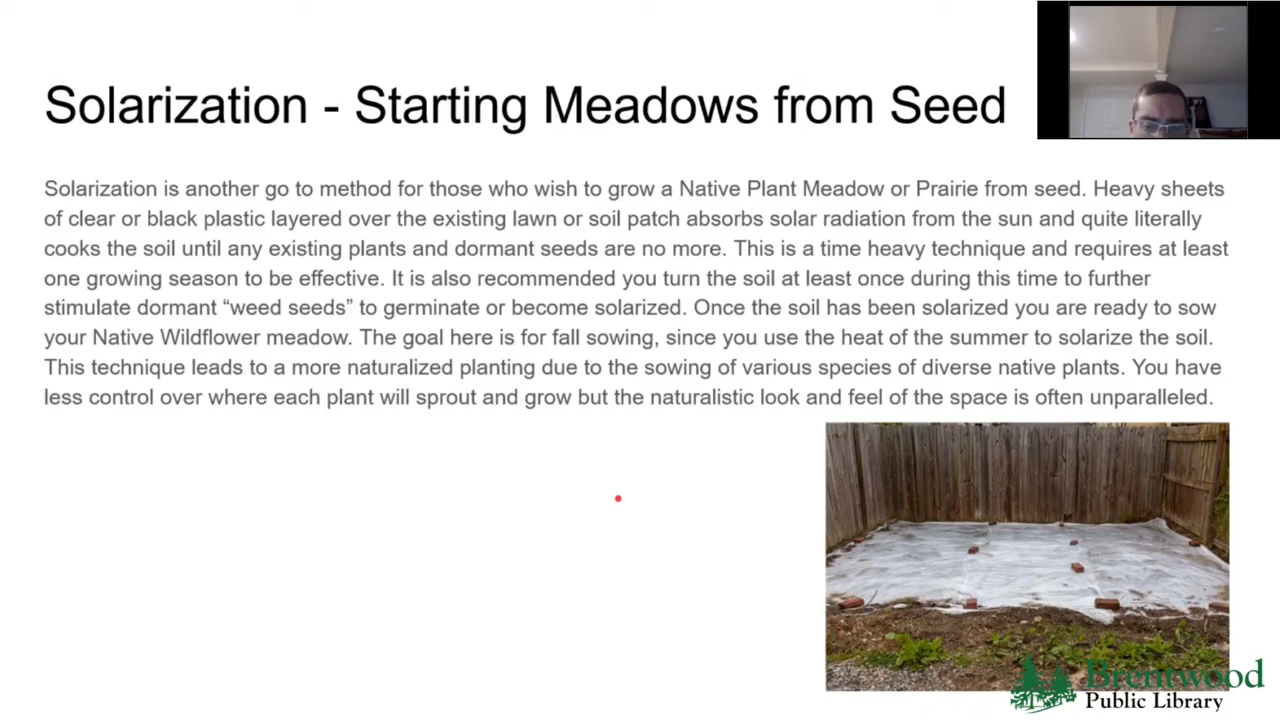 Solarization - Starting Meadows from Seed
Solarization is another go to method for those who wish to grow a Native Plant Meadow or Prairie from seed. Heavy sheets
of clear or black plastic layered over the existing lawn or soil patch absorbs solar radiation from the sun and quite literally
cooks the soil until any existing plants and dormant seeds are no more. This is a time heavy technique and requires at least
one growing season to be effective. It is also recommended you turn the soil at least once during this time to further
stimulate dormant “weed seeds” to germinate or become solarized. Once the soil has been solarized you are ready to sow
your Native Wildflower meadow. The goal here is for fall sowing, since you use the heat of the summer to solarize the soil.
This technique leads to a more naturalized planting due to the sowing of various species of diverse native plants. You have
less control over where each plant will sprout and grow but the naturalistic look and feel of the space is often unparalleled.
Brentwood
Public Library